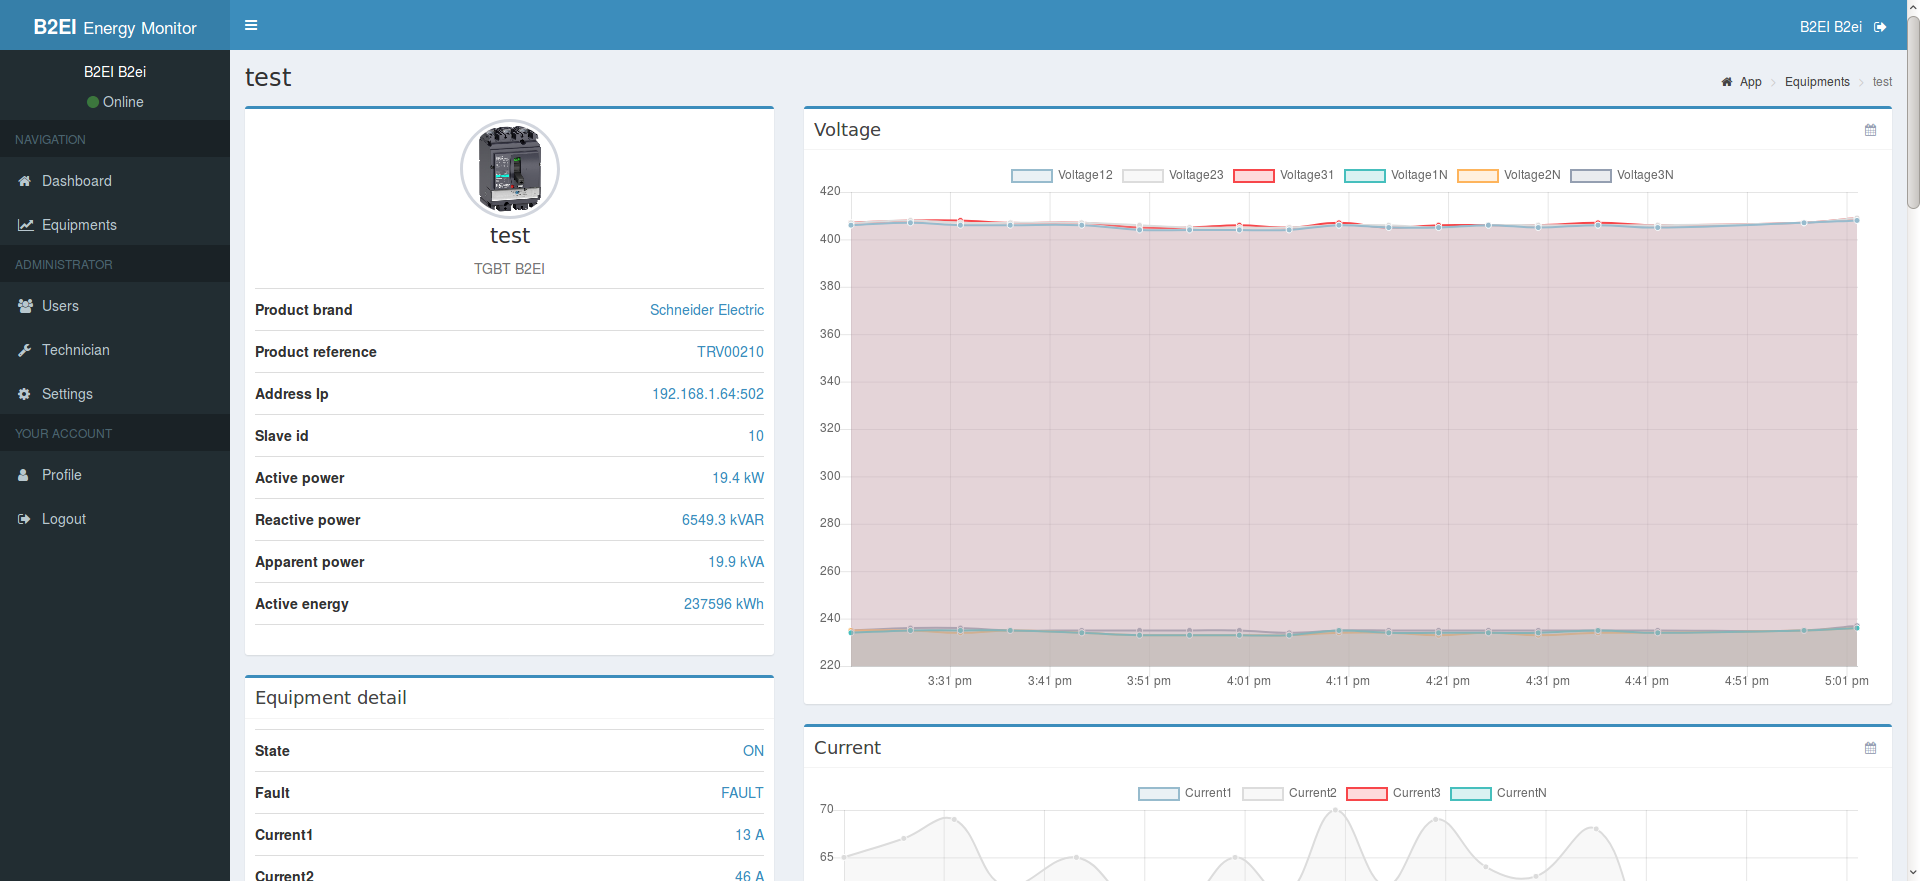 B2EI Energy Monitor
B2EI B2ei
B2EI B2ei
Online
NAVIGATION
Dashboard
Equipments
ADMINISTRATOR
Users
Technician
Settings
YOUR ACCOUNT
Profile
Logout
test
App > Equipments > test
test
TGBT B2EI
Product brand Schneider Electric
Product reference TRV00210
Address Ip 192.168.1.64:502
Slave id 10
Active power 19.4 kW
Reactive power 6549.3 kVAR
Apparent power 19.9 kVA
Active energy 237596 kWh
Equipment detail
State ON
Fault FAULT
Current1 13 A
Current2 46 A
Voltage
Voltage12 Voltage23 Voltage31 Voltage1N Voltage2N Voltage3N
420
400
380
360
340
320
300
280
260
240
220
3:31 pm 3:41 pm 3:51 pm 4:01 pm 4:11 pm 4:21 pm 4:31 pm 4:41 pm 4:51 pm 5:01 pm
Current
Current1 Current2 Current3 CurrentN
70
65